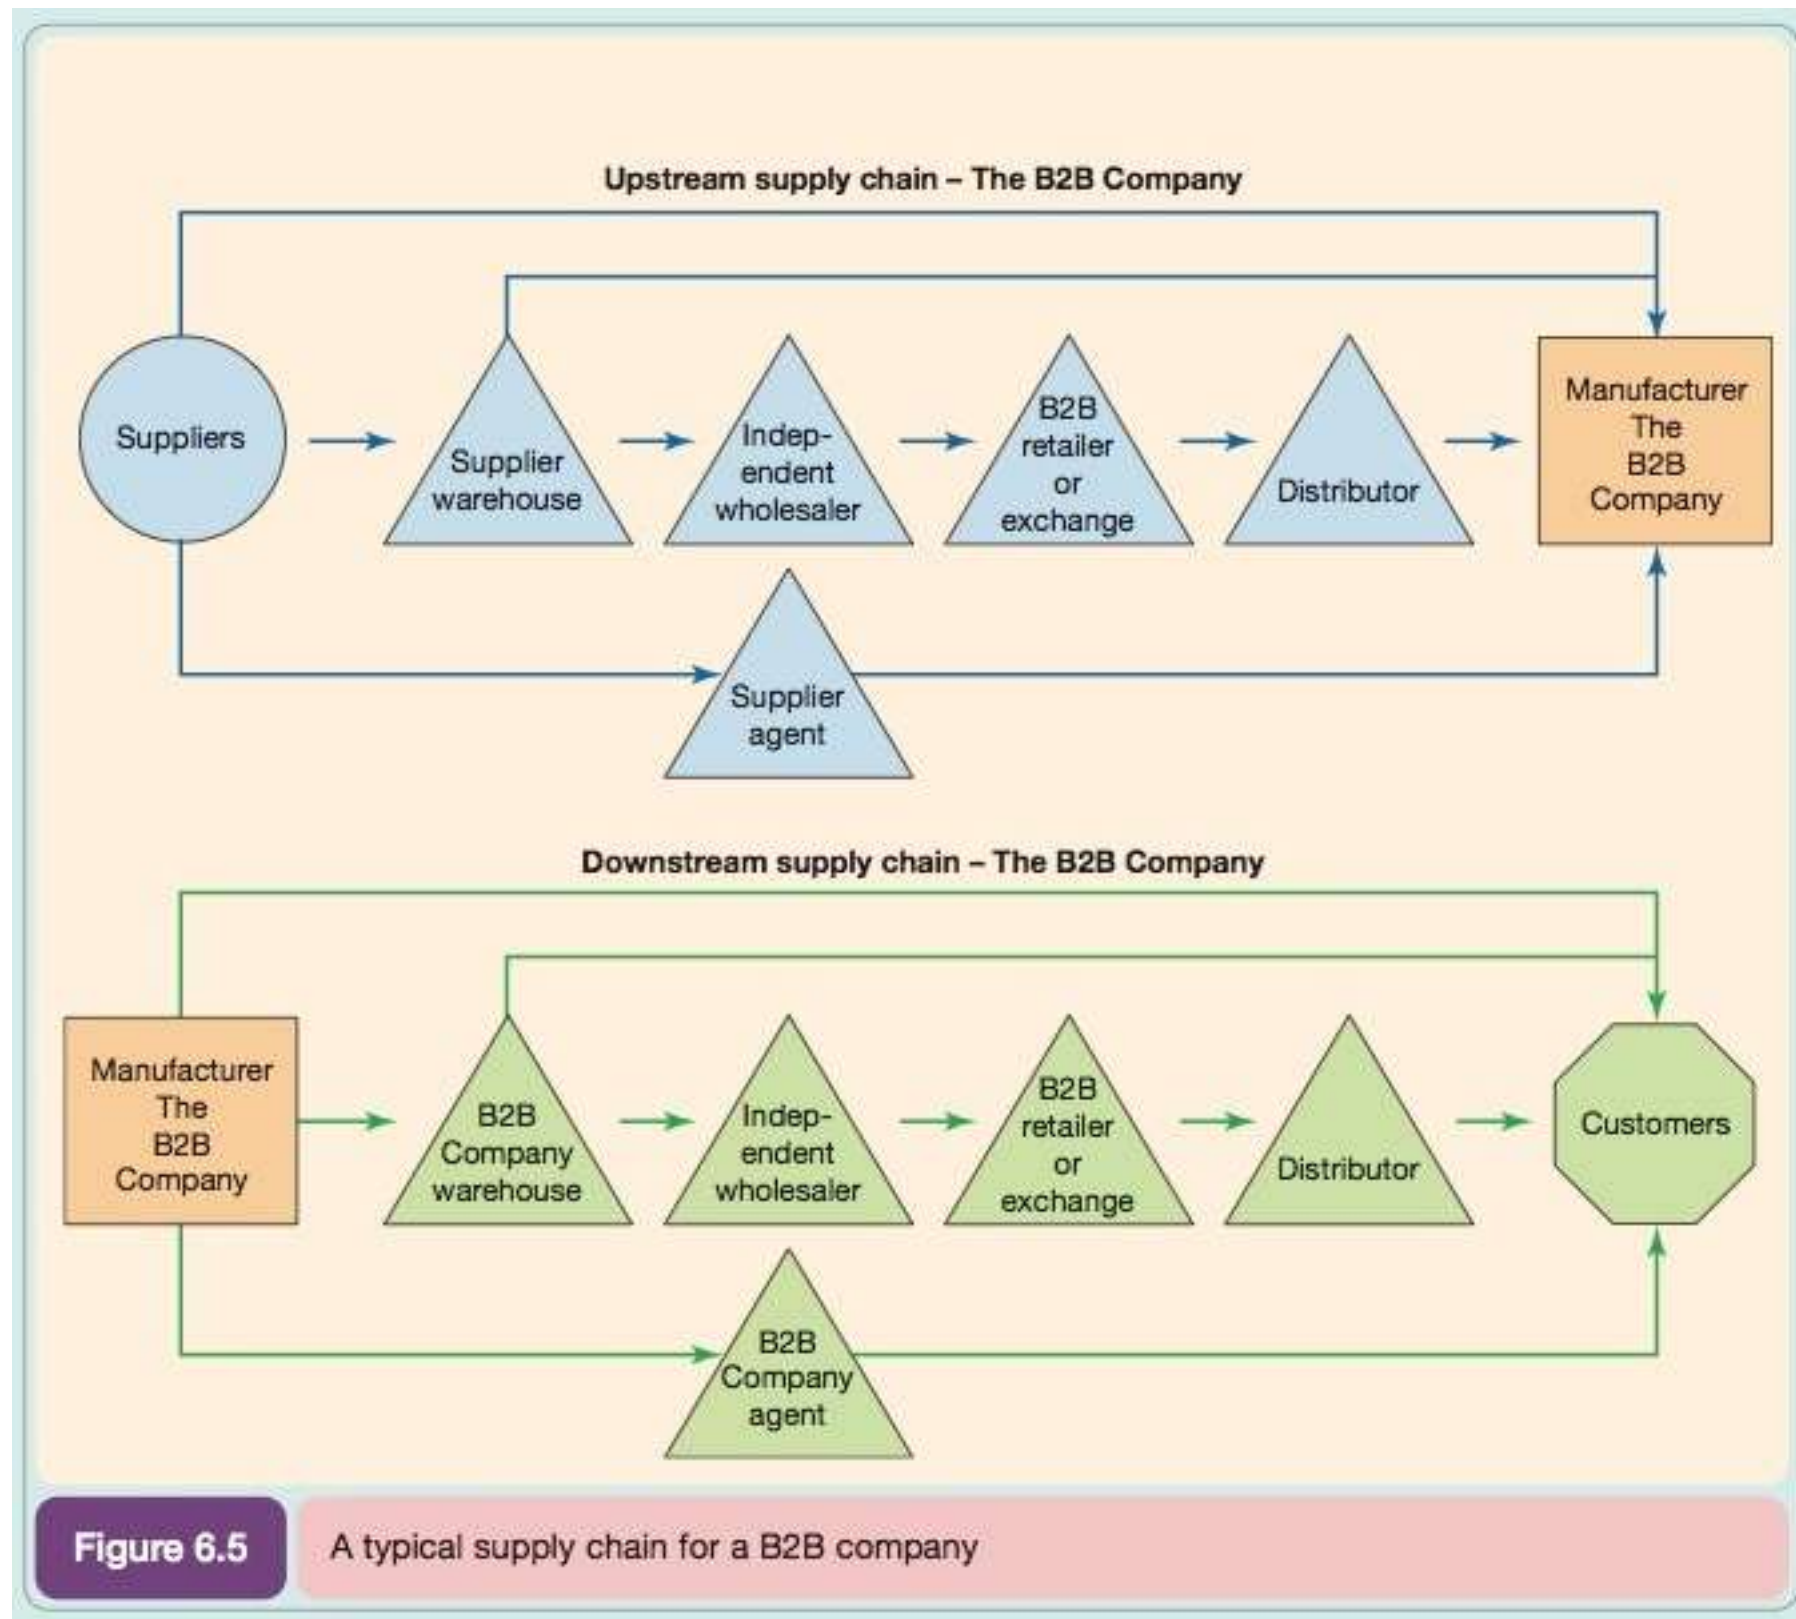 Upstream supply chain – The B2B Company
Suppliers
Supplier
warehouse
Indep-
endent
wholesaler
B2B
retailer
or
exchange
Distributor
Manufacturer
The
B2B
Company
Supplier
agent
Downstream supply chain – The B2B Company
Manufacturer
The
B2B
Company
B2B
Company
warehouse
Indep-
endent
wholesaler
B2B
retailer
or
exchange
Distributor
Customers
B2B
Company
agent
Figure 6.5
A typical supply chain for a B2B company